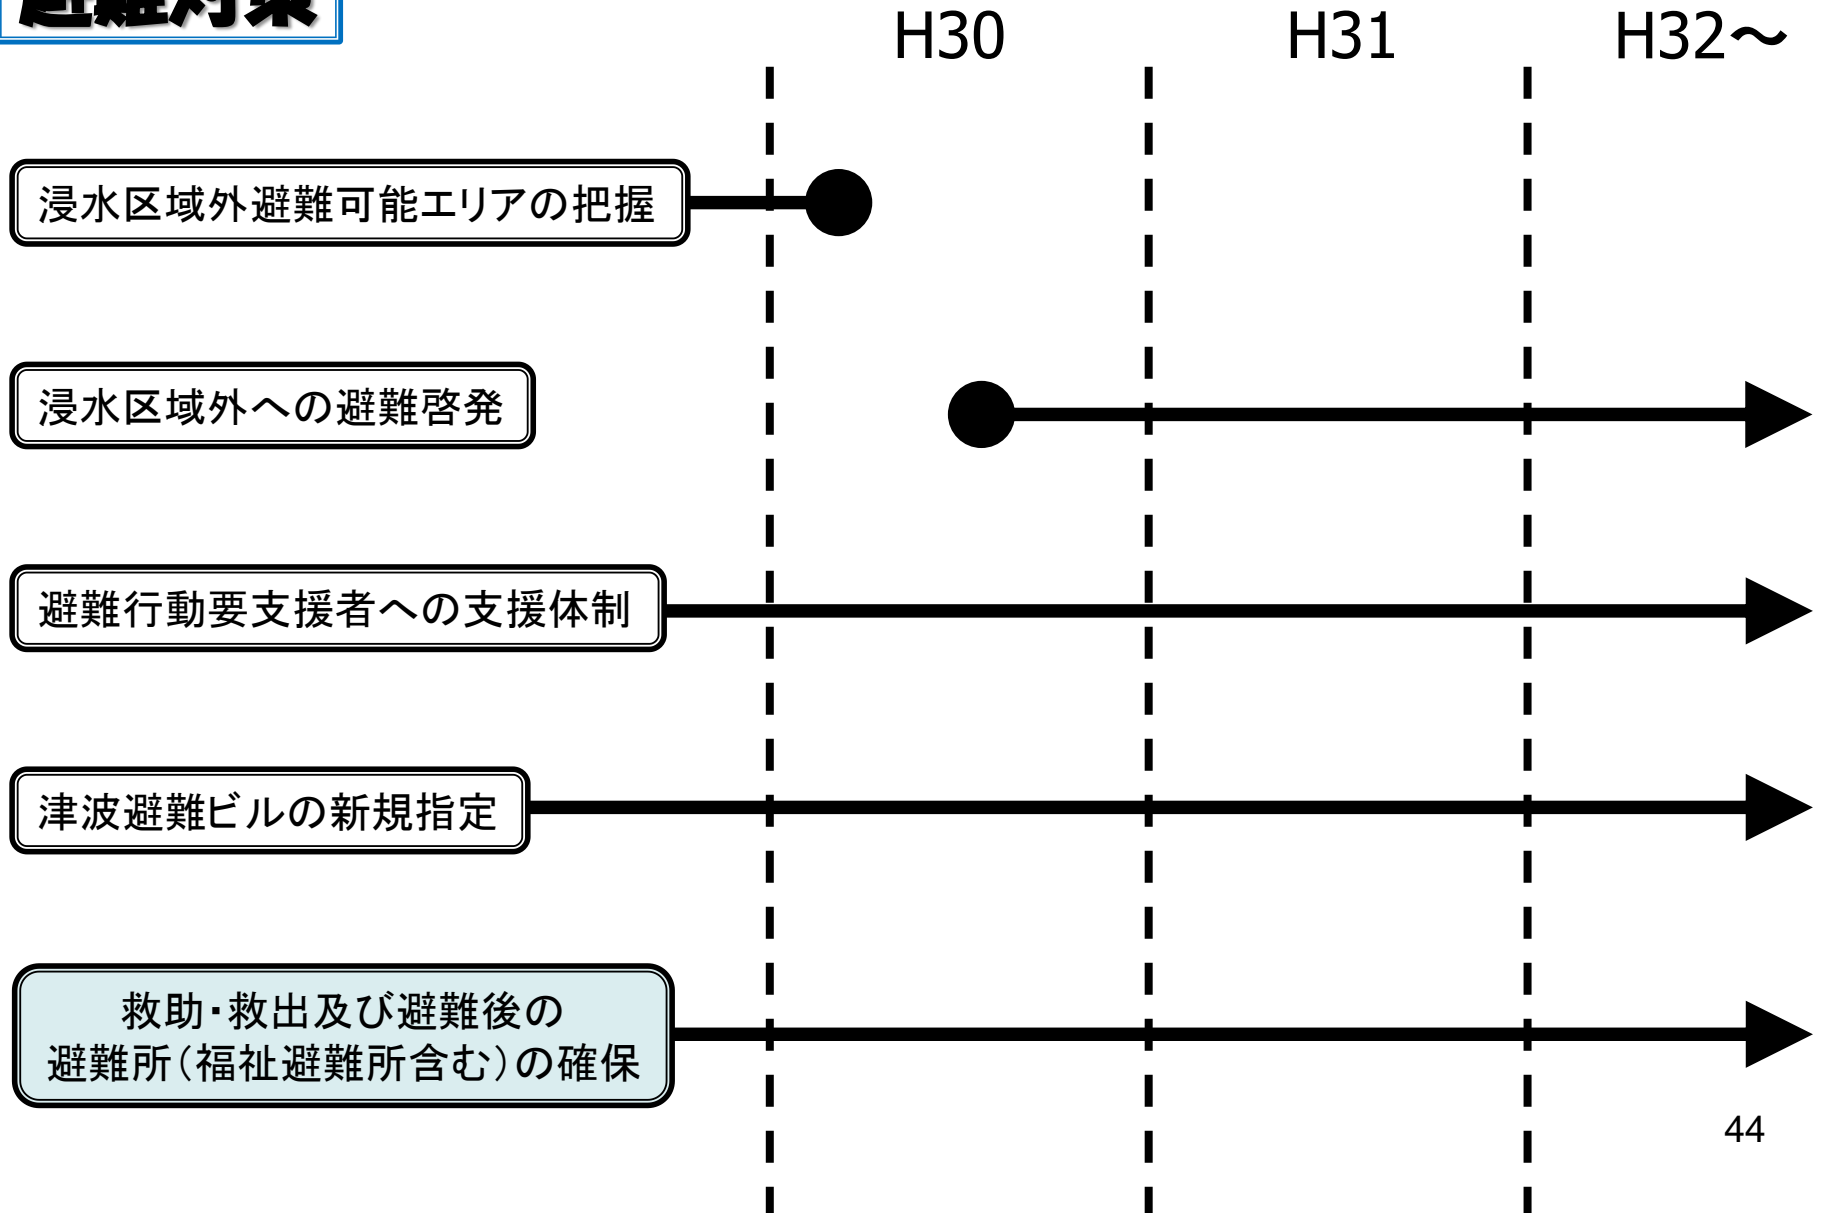 避難対策
H30 H31 H32～
浸水区域外避難可能エリアの把握
浸水区域外への避難啓発
避難行動要支援者への支援体制
津波避難ビルの新規指定
救助・救出及び避難後の
避難所（福祉避難所含む）の確保
44